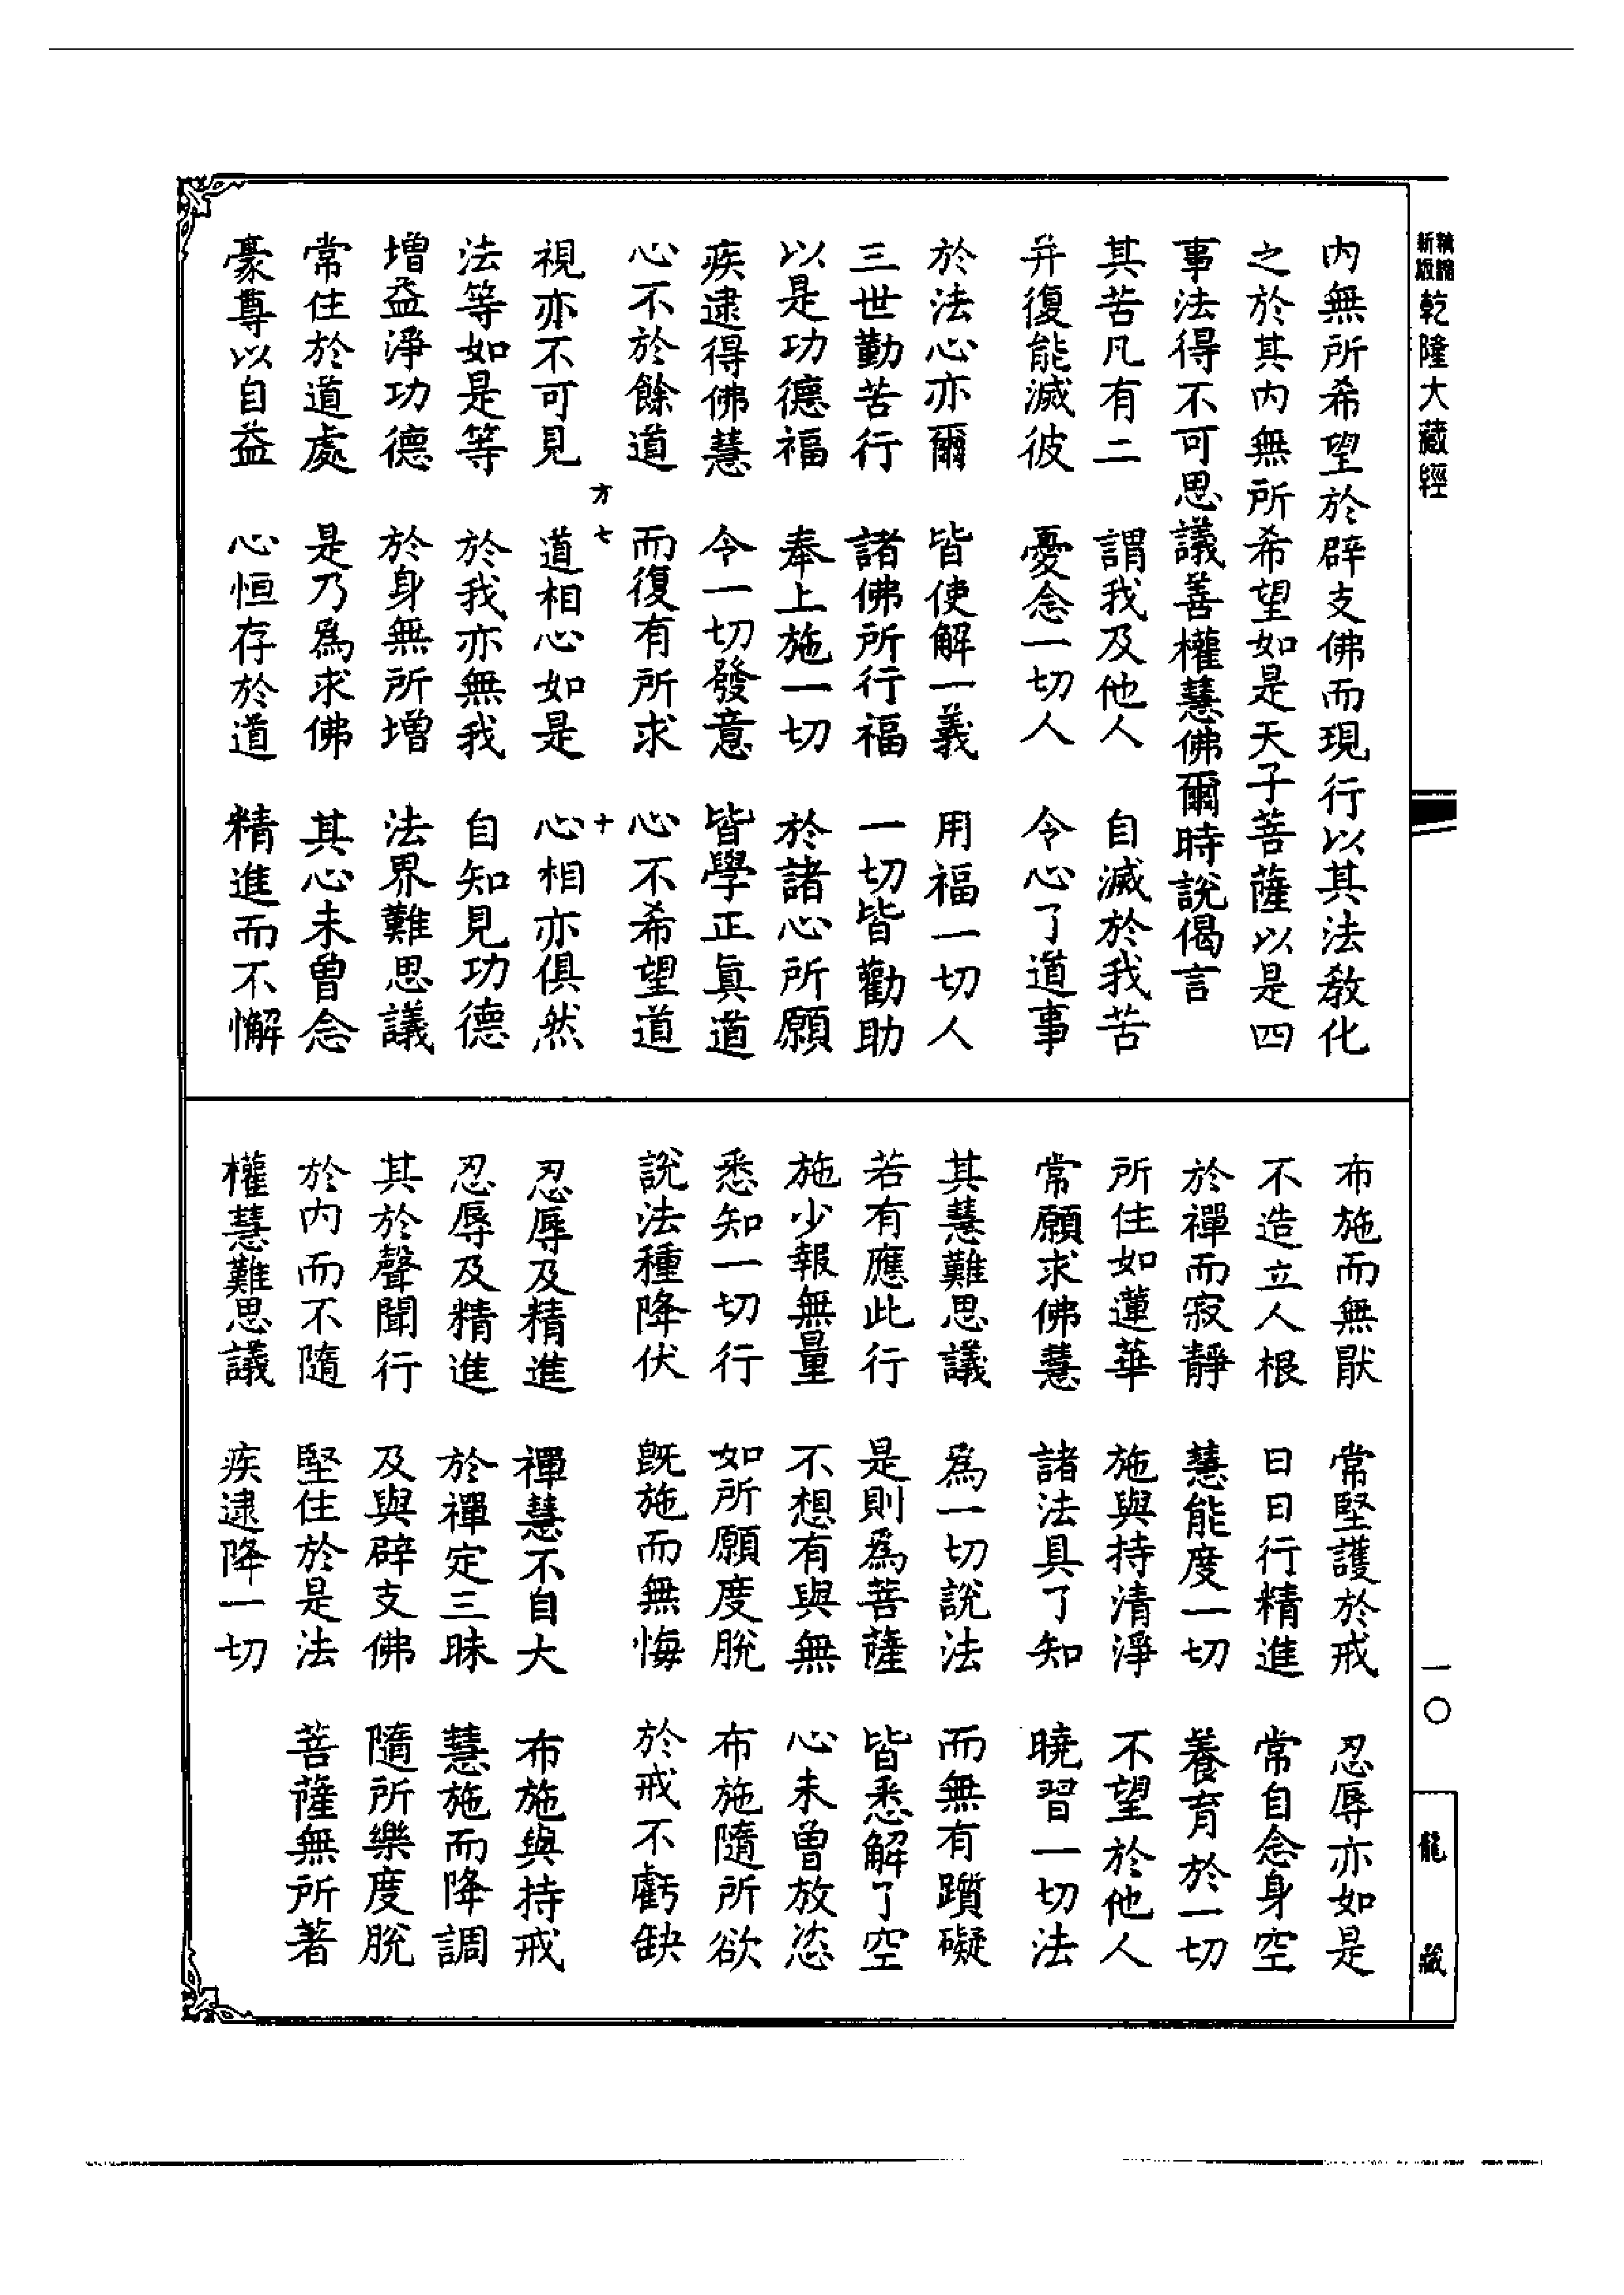 新編縮版 乾隆大藏經
內無所希望於辟支佛而現行以其法教化
之於其內無所希望如是天子菩薩以是四
事法得不可思議善權慧佛爾時說偈言
其苦凡有二 謂我及他人 自滅於我苦
并復能滅彼 憂念一切人 令心了道事
於法心亦爾 皆使解一義 用福一切人
三世勤苦行 諸佛所行福 一切皆勸助
以是功德福 奉上施一切 於諸心所願
疾逮得佛慧 令一切發意 皆學正真道
心不於餘道 而復有所求 心不希望道
方七 十
視亦不可見 道相心如是 心相亦俱然
法等如是等 於我亦無我 自知見功德
增益淨功德 於身無所增 法界難思議
常住於道處 是乃為求佛 其心未曾念
豪尊以自益 心恒存於道 精進而不懈
布施而無厭 常堅護於戒 忍辱亦如是
不造立人根 日日行精進 常自念身空
於禪而寂靜 慧能度一切 養育於一切
所住如蓮華 施與持清淨 不望於他人
常願求佛慧 諸法具了知 曉習一切法
其慧難思議 為一切說法 而無有躓礙
若有應此行 是則為菩薩 皆悉解了空
施少報無量 不想有與無 心未曾放恣
悉知一切行 如所願度脫 布施隨所欲
說法種降伏 既施而無悔 於戒不虧缺
忍辱及精進 禪慧不自大 布施與持戒
忍辱及精進 於禪定三昧 慧施而降調
其於聲聞行 及與辟支佛 隨所樂度脫
於內而不隨 堅住於是法 菩薩無所著
權慧難思議 疾逮降一切
一〇
龍藏